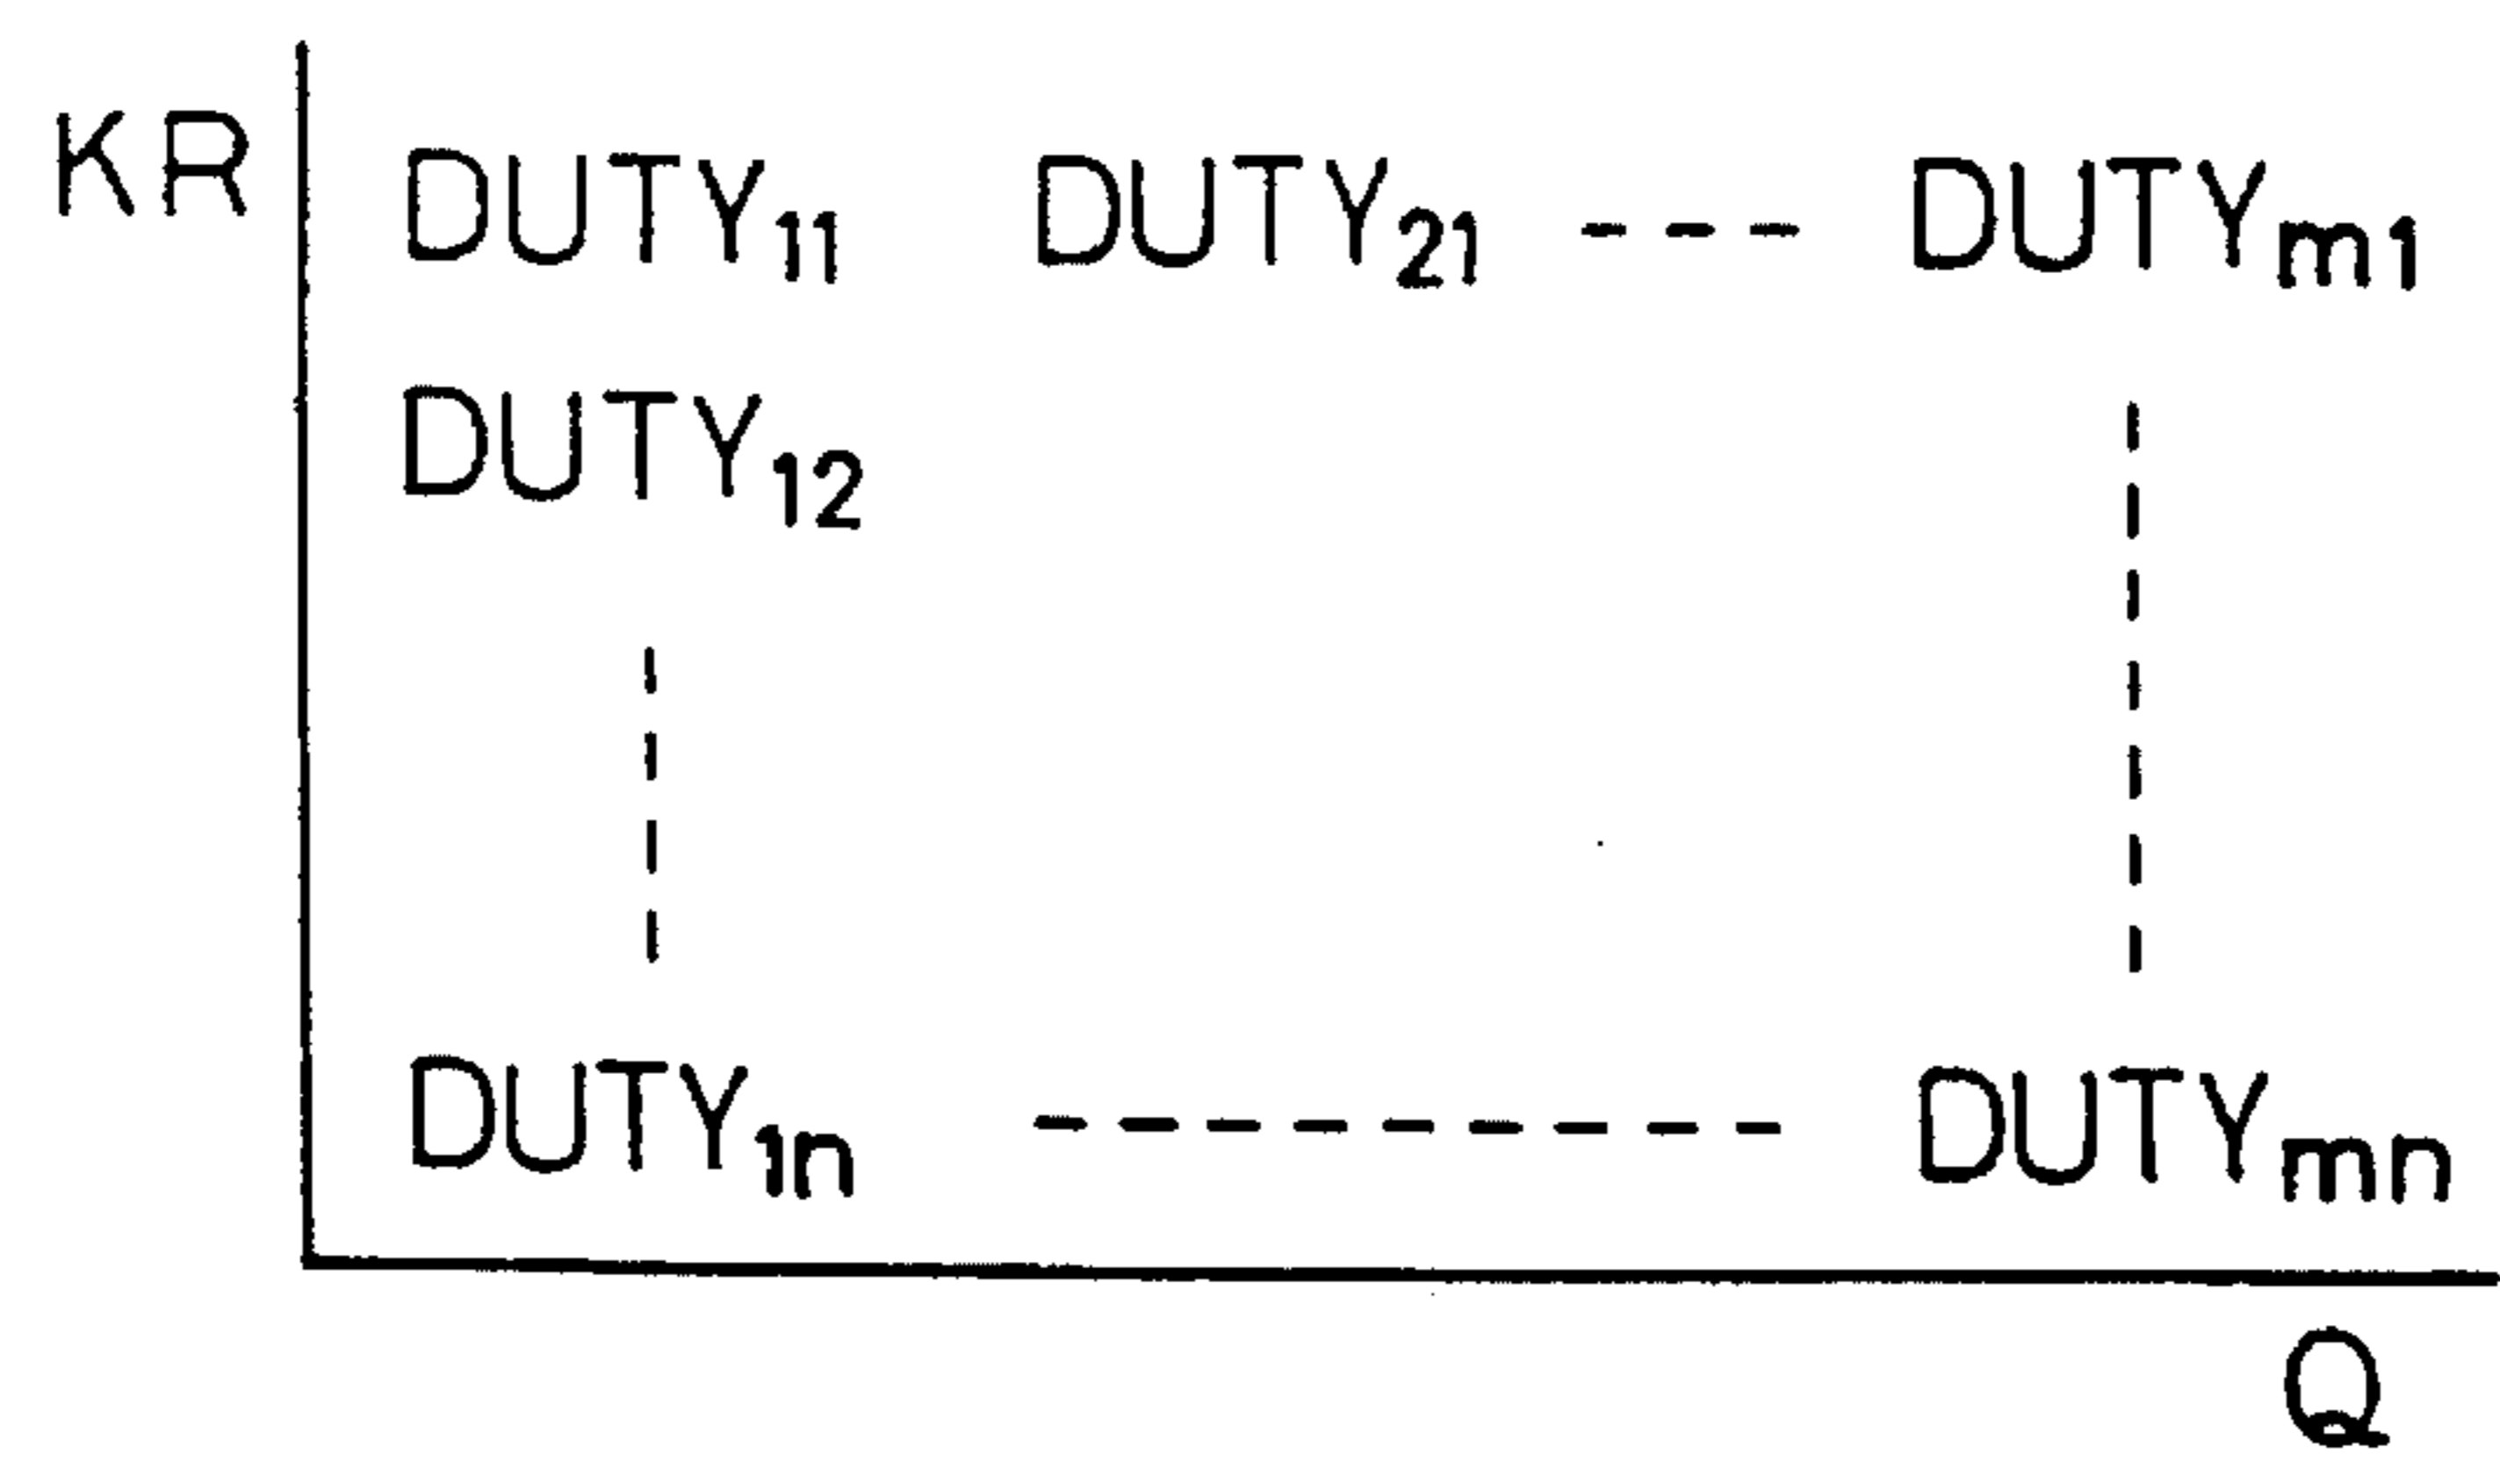 KR DUTY11 DUTY21 --- DUTYm1
DUTY12
DUTY1n --------- DUTYmn
Q